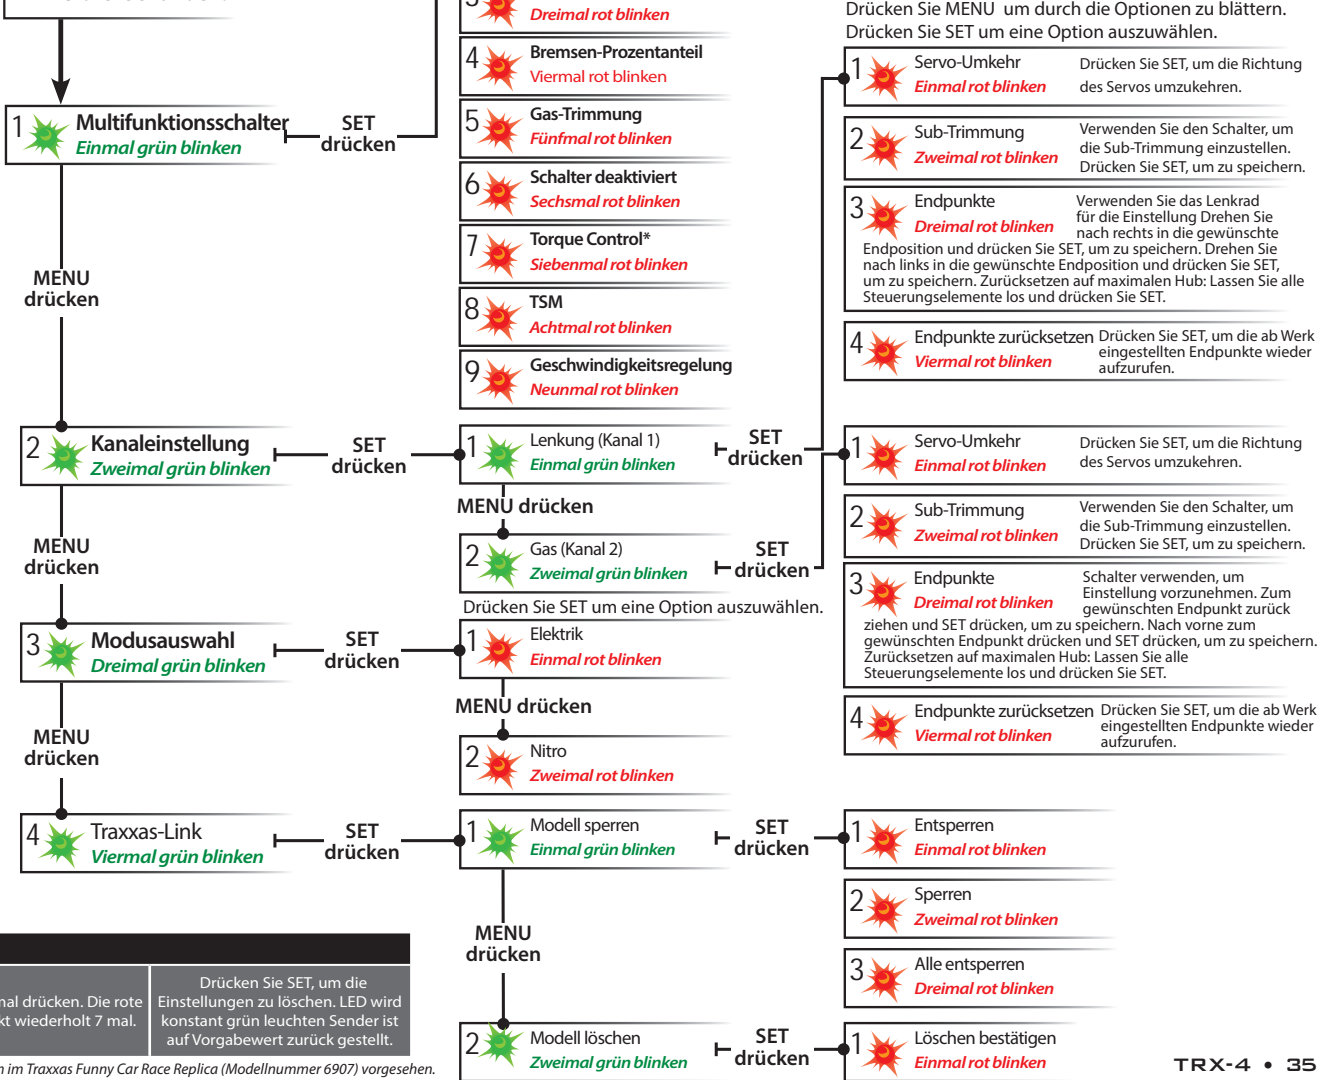 Dreimal rot blinken
4 Bremsen-Prozentanteil
Viermal rot blinken
5 Gas-Trimmung
Fünfmal rot blinken
6 Schalter deaktiviert
Sechsmal rot blinken
7 Torque Control*
Siebenmal rot blinken
8 TSM
Achtmal rot blinken
9 Geschwindigkeitsregelung
Neunmal rot blinken
1 Multifunktionsschalter
Einmal grün blinken
SET
drücken
MENU
drücken
2 Kanaleinstellung
Zweimal grün blinken
SET
drücken
1 Lenkung (Kanal 1)
Einmal grün blinken
SET
drücken
MENU drücken
2 Gas (Kanal 2)
Zweimal grün blinken
SET
drücken
Drücken Sie MENU um durch die Optionen zu blättern.
Drücken Sie SET um eine Option auszuwählen.
1 Servo-Umkehr
Einmal rot blinken
Drücken Sie SET, um die Richtung
des Servos umzukehren.
2 Sub-Trimmung
Zweimal rot blinken
Verwenden Sie den Schalter, um
die Sub-Trimmung einzustellen.
Drücken Sie SET, um zu speichern.
3 Endpunkte
Dreimal rot blinken
Verwenden Sie das Lenkrad
für die Einstellung Drehen Sie
nach rechts in die gewünschte
Endposition und drücken Sie SET, um zu speichern. Drehen Sie
nach links in die gewünschte Endposition und drücken Sie SET,
um zu speichern. Zurücksetzen auf maximalen Hub: Lassen Sie alle
Steuerungselemente los und drücken Sie SET.
4 Endpunkte zurücksetzen
Viermal rot blinken
Drücken Sie SET, um die ab Werk
eingestellten Endpunkte wieder
aufzurufen.
1 Servo-Umkehr
Einmal rot blinken
Drücken Sie SET, um die Richtung
des Servos umzukehren.
2 Sub-Trimmung
Zweimal rot blinken
Verwenden Sie den Schalter, um
die Sub-Trimmung einzustellen.
Drücken Sie SET, um zu speichern.
3 Endpunkte
Dreimal rot blinken
Schalter verwenden, um
Einstellung vorzunehmen. Zum
gewünschten Endpunkt zurück
ziehen und SET drücken, um zu speichern. Nach vorne zum
gewünschten Endpunkt drücken und SET drücken, um zu speichern.
Zurücksetzen auf maximalen Hub: Lassen Sie alle
Steuerungselemente los und drücken Sie SET.
4 Endpunkte zurücksetzen
Viermal rot blinken
Drücken Sie SET, um die ab Werk
eingestellten Endpunkte wieder
aufzurufen.
MENU
drücken
3 Modusauswahl
Dreimal grün blinken
SET
drücken
Drücken Sie SET um eine Option auszuwählen.
1 Elektrik
Einmal rot blinken
MENU drücken
2 Nitro
Zweimal rot blinken
MENU
drücken
4 Traxxas-Link
Viermal grün blinken
SET
drücken
1 Modell sperren
Einmal grün blinken
SET
drücken
1 Entsperren
Einmal rot blinken
2 Sperren
Zweimal rot blinken
3 Alle entsperren
Dreimal rot blinken
MENU
drücken
2 Modell löschen
Zweimal grün blinken
SET
drücken
1 Löschen bestätigen
Einmal rot blinken
mal drücken. Die rote
wiederholt 7 mal.
Drücken Sie SET, um die
Einstellungen zu löschen. LED wird
konstant grün leuchten Sender ist
auf Vorgabewert zurück gestellt.
im Traxxas Funny Car Race Replica (Modellnummer 6907) vorgesehen.
TRX-4 • 35